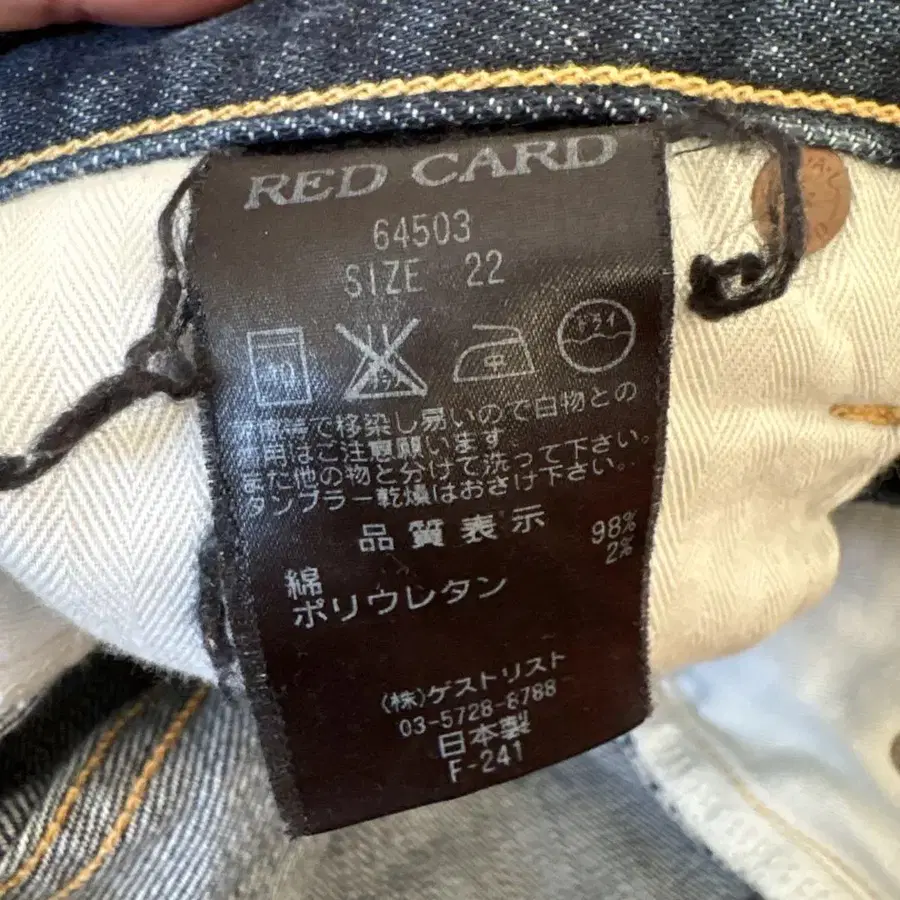 RED CARD
64503
SIZE 22
ドライ
等で移染し易いので白物との
用はご注意願います
また他の物と分けて洗って下さい。
タンブラー乾燥はおさけ下さい。
品質表示
綿 98%
ポリウレタン 2%
(株)ゲストリスト
03-5728-8788
日本製
F-241